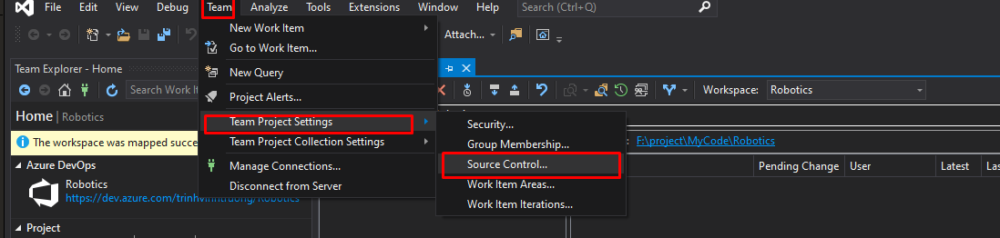 File Edit View Debug Team Analyze Tools Extensions Window Help Search (Ctrl+Q)
New Work Item
Go to Work Item...
New Query
Project Alerts...
Team Project Settings
Team Project Collection Settings
Manage Connections...
Disconnect from Server
Attach...
Team Explorer - Home
Search Work It
Workspace: Robotics
Home | Robotics
The workspace was mapped succe
Azure DevOps
Robotics
https://dev.azure.com/trinhvinhtruong/Robotics
Project
Security...
Group Membership...
Source Control...
Work Item Areas...
Work Item Iterations...
F:\project\MyCode\Robotics
Pending Change User Latest Las